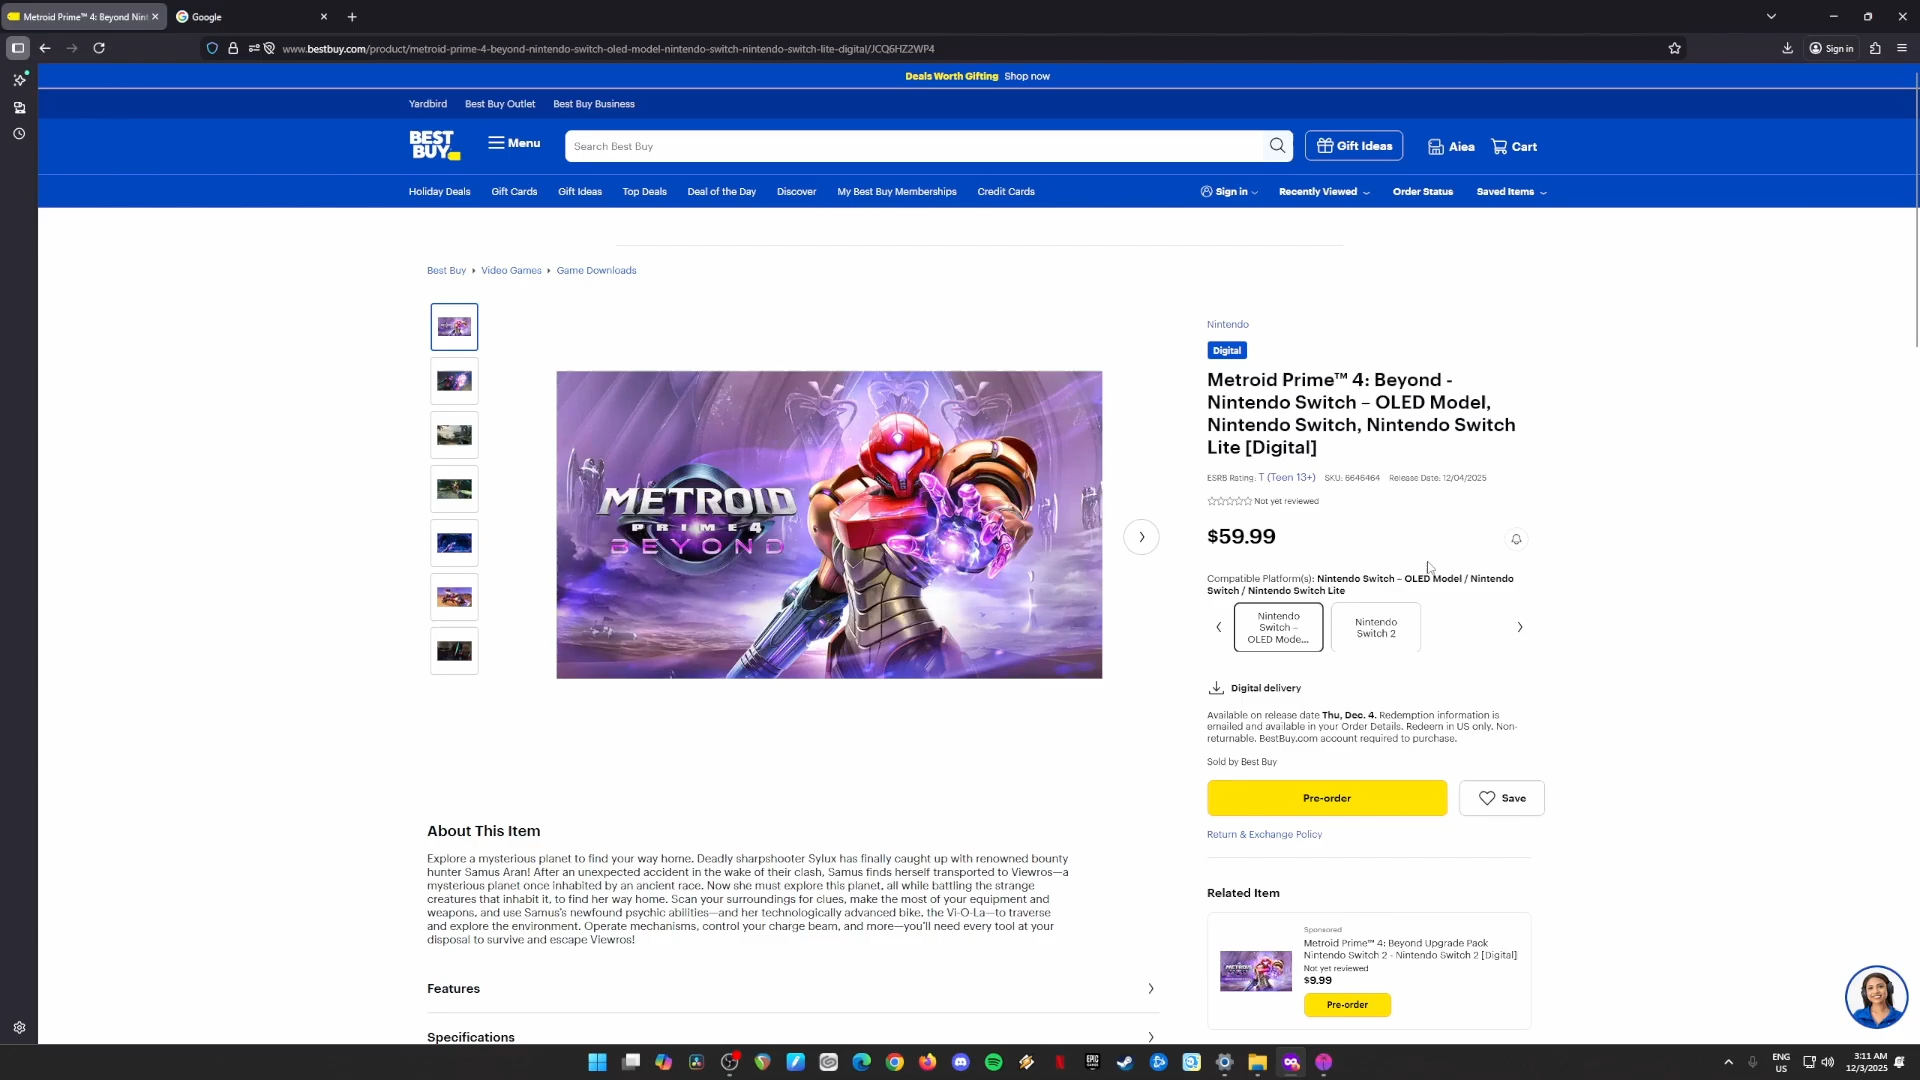 Metroid Prime™ 4: Beyond Nint
Google
www.bestbuy.com/product/metroid-prime-4-beyond-nintendo-switch-oled-model-nintendo-switch-nintendo-switch-lite-digital/JCQ6HZ2WP4
Sign in
Deals Worth Gifting Shop now
Yardbird Best Buy Outlet Best Buy Business
BEST
BUY
Menu
Search Best Buy
Gift Ideas
Aiea
Cart
Holiday Deals Gift Cards Gift Ideas Top Deals Deal of the Day Discover My Best Buy Memberships Credit Cards
Sign in Recently Viewed Order Status Saved Items
Best Buy Video Games Game Downloads
METROID
PRIME 4
BEYOND
Nintendo
Digital
Metroid Prime™ 4: Beyond -
Nintendo Switch – OLED Model,
Nintendo Switch, Nintendo Switch
Lite [Digital]
ESRB Rating: T (Teen 13+) SKU: 6646464 Release Date: 12/04/2025
Not yet reviewed
$59.99
Compatible Platform(s): Nintendo Switch – OLED Model / Nintendo
Switch / Nintendo Switch Lite
Nintendo
Switch –
OLED Mode...
Nintendo
Switch 2
Digital delivery
Available on release date Thu, Dec. 4. Redemption information is
emailed and available in your Order Details. Redeem in US only. Non-
returnable. BestBuy.com account required to purchase.
Sold by Best Buy
Pre-order
Save
Return & Exchange Policy
About This Item
Explore a mysterious planet to find your way home. Deadly sharpshooter Sylux has finally caught up with renowned bounty
hunter Samus Aran! After an unexpected accident in the wake of their clash, Samus finds herself transported to Viewros—a
mysterious planet once inhabited by an ancient race. Now she must explore this planet, all while battling the strange
creatures that inhabit it, to find her way home. Scan your surroundings for clues, make the most of your equipment and
weapons, and use Samus's newfound psychic abilities—and her technologically advanced bike, the Vi-O-La—to traverse
and explore the environment. Operate mechanisms, control your charge beam, and more—you'll need every tool at your
disposal to survive and escape Viewros!
Related Item
Sponsored
Metroid Prime™ 4: Beyond Upgrade Pack
Nintendo Switch 2 - Nintendo Switch 2 [Digital]
Not yet reviewed
$9.99
Pre-order
Features
Specifications
ENG
US
3:11 AM
12/3/2025